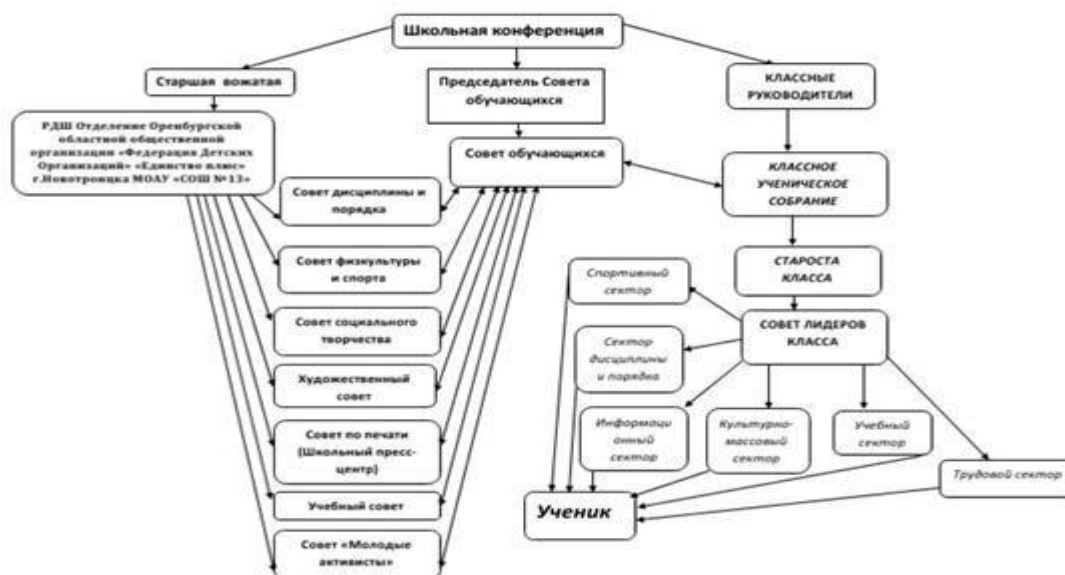 Школьная конференция
Старшая вожатая
Председатель Совета
обучающихся
КЛАССНЫЕ
РУКОВОДИТЕЛИ
РДШ Отделение Оренбургской
областной общественной
организации «Федерация Детских
Организаций» «Единство плюс»
г.Новотроицка МОАУ «СОШ №13»
Совет обучающихся
КЛАССНОЕ
УЧЕНИЧЕСКОЕ
СОБРАНИЕ
Совет дисциплины и
порядка
Совет физкультуры
и спорта
Совет социального
творчества
Художественный
совет
Совет по печати
(Школьный пресс-
центр)
Учебный совет
Совет «Молодые
активисты»
СТАРОСТА
КЛАССА
СОВЕТ ЛИДЕРОВ
КЛАССА
Спортивный
сектор
Сектор
дисциплины
и порядка
Информаци
онный
сектор
Культурно-
массовый
сектор
Учебный
сектор
Трудовой сектор
Ученик